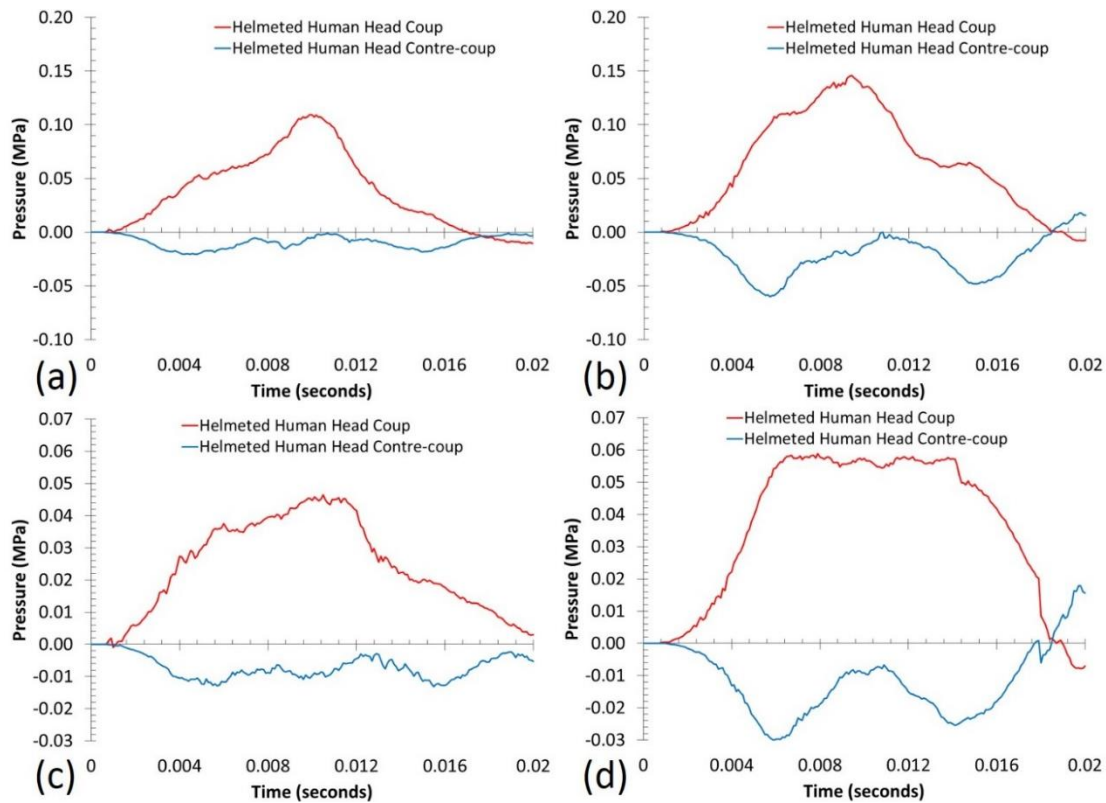 0.20
0.15
0.10
0.05
0.00
-0.05
-0.10
Pressure (MPa)
Helmeted Human Head Coup
Helmeted Human Head Contre-coup
0 0.004 0.008 0.012 0.016 0.02
Time (seconds)
(a)
0.20
0.15
0.10
0.05
0.00
-0.05
-0.10
Pressure (MPa)
Helmeted Human Head Coup
Helmeted Human Head Contre-coup
0 0.004 0.008 0.012 0.016 0.02
Time (seconds)
(b)
0.07
0.06
0.05
0.04
0.03
0.02
0.01
0.00
-0.01
-0.02
-0.03
Pressure (MPa)
Helmeted Human Head Coup
Helmeted Human Head Contre-coup
0 0.004 0.008 0.012 0.016 0.02
Time (seconds)
(c)
0.07
0.06
0.05
0.04
0.03
0.02
0.01
0.00
-0.01
-0.02
-0.03
Pressure (MPa)
Helmeted Human Head Coup
Helmeted Human Head Contre-coup
0 0.004 0.008 0.012 0.016 0.02
Time (seconds)
(d)